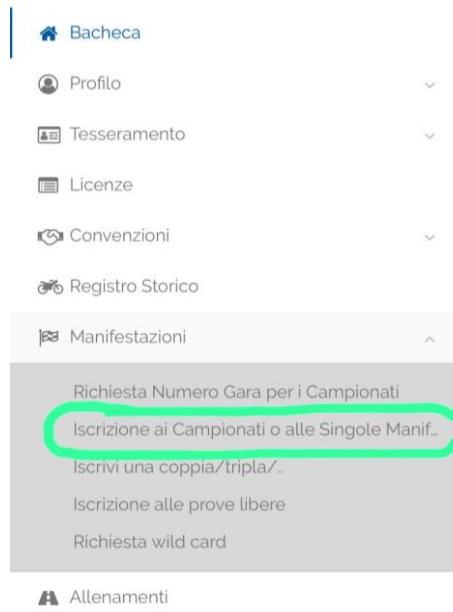 Bacheca
Profilo
Tesseramento
Licenze
Convenzioni
Registro Storico
Manifestazioni
Richiesta Numero Gara per i Campionati
Iscrizione ai Campionati o alle Singole Manif...
Iscrivi una coppia/tripla/..
Iscrizione alle prove libere
Richiesta wild card
Allenamenti